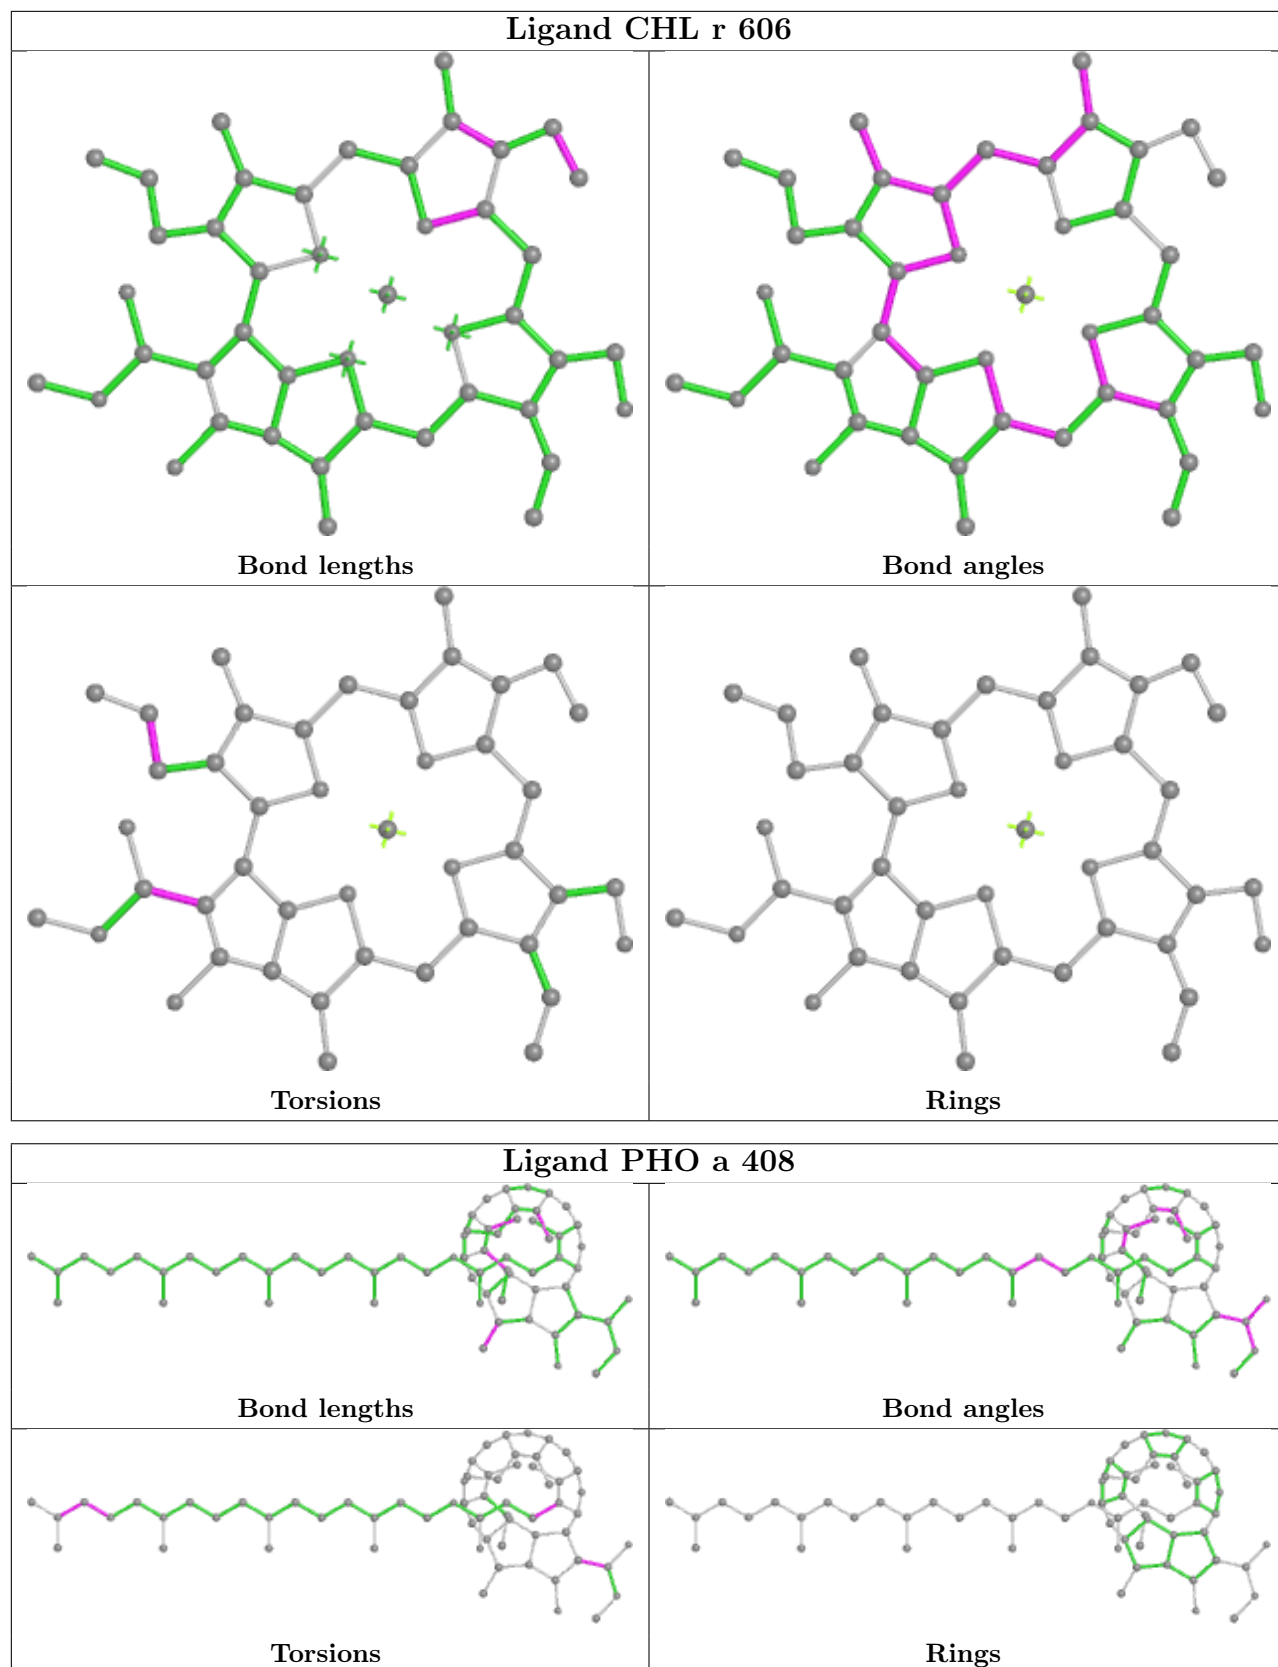 Ligand CHL r 606
Bond lengths
Bond angles
Torsions
Rings
Ligand PHO a 408
Bond lengths
Bond angles
Torsions
Rings